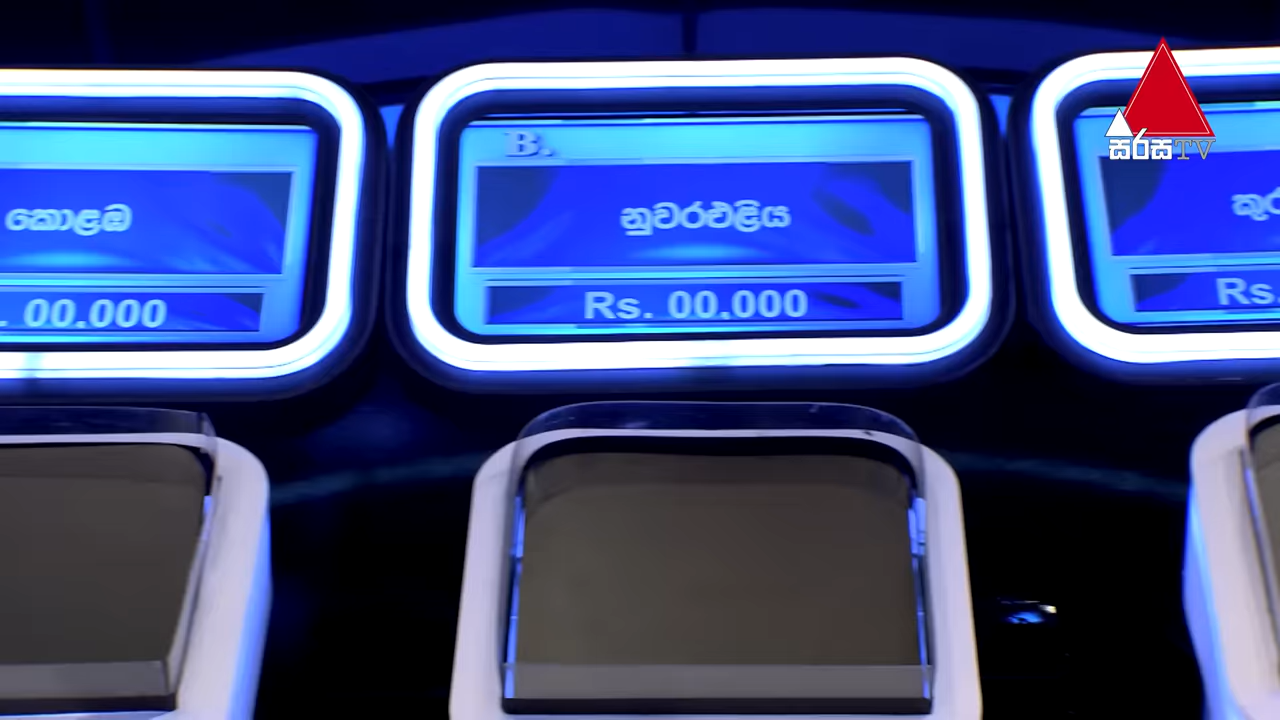 කොළඹ
. 00.000
B.
නුවරඑළිය
Rs. 00.000
Rs.
සිරස TV